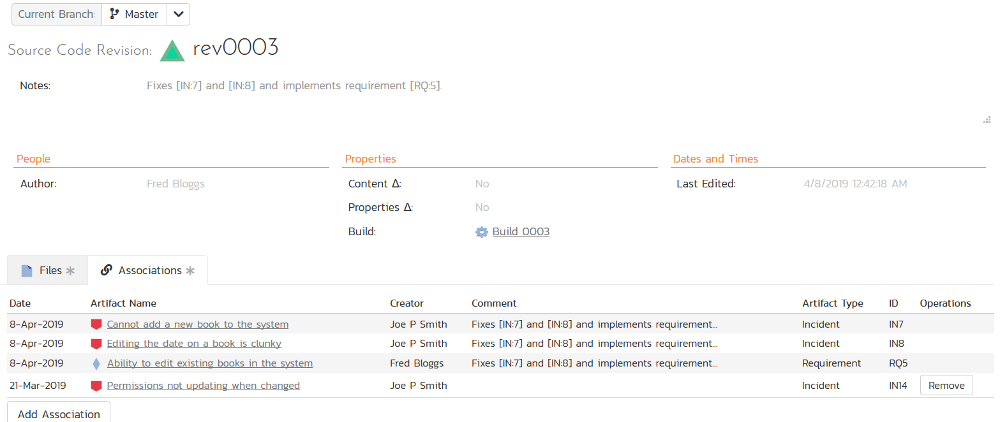 Current Branch: Master
Source Code Revision: rev0003
Notes: Fixes [IN:7] and [IN:8] and implements requirement [RQ:5].
People Properties Dates and Times
Author: Fred Bloggs Content Δ: No Last Edited: 4/8/2019 12:42:18 AM
Properties Δ: No
Build: Build 0003
Files * Associations *
Date Artifact Name Creator Comment Artifact Type ID Operations
8-Apr-2019 Cannot add a new book to the system Joe P Smith Fixes [IN:7] and [IN:8] and implements requirement... Incident IN7
8-Apr-2019 Editing the date on a book is clunky Joe P Smith Fixes [IN:7] and [IN:8] and implements requirement... Incident IN8
8-Apr-2019 Ability to edit existing books in the system Fred Bloggs Fixes [IN:7] and [IN:8] and implements requirement... Requirement RQ5
21-Mar-2019 Permissions not updating when changed Joe P Smith Incident IN14 Remove
Add Association